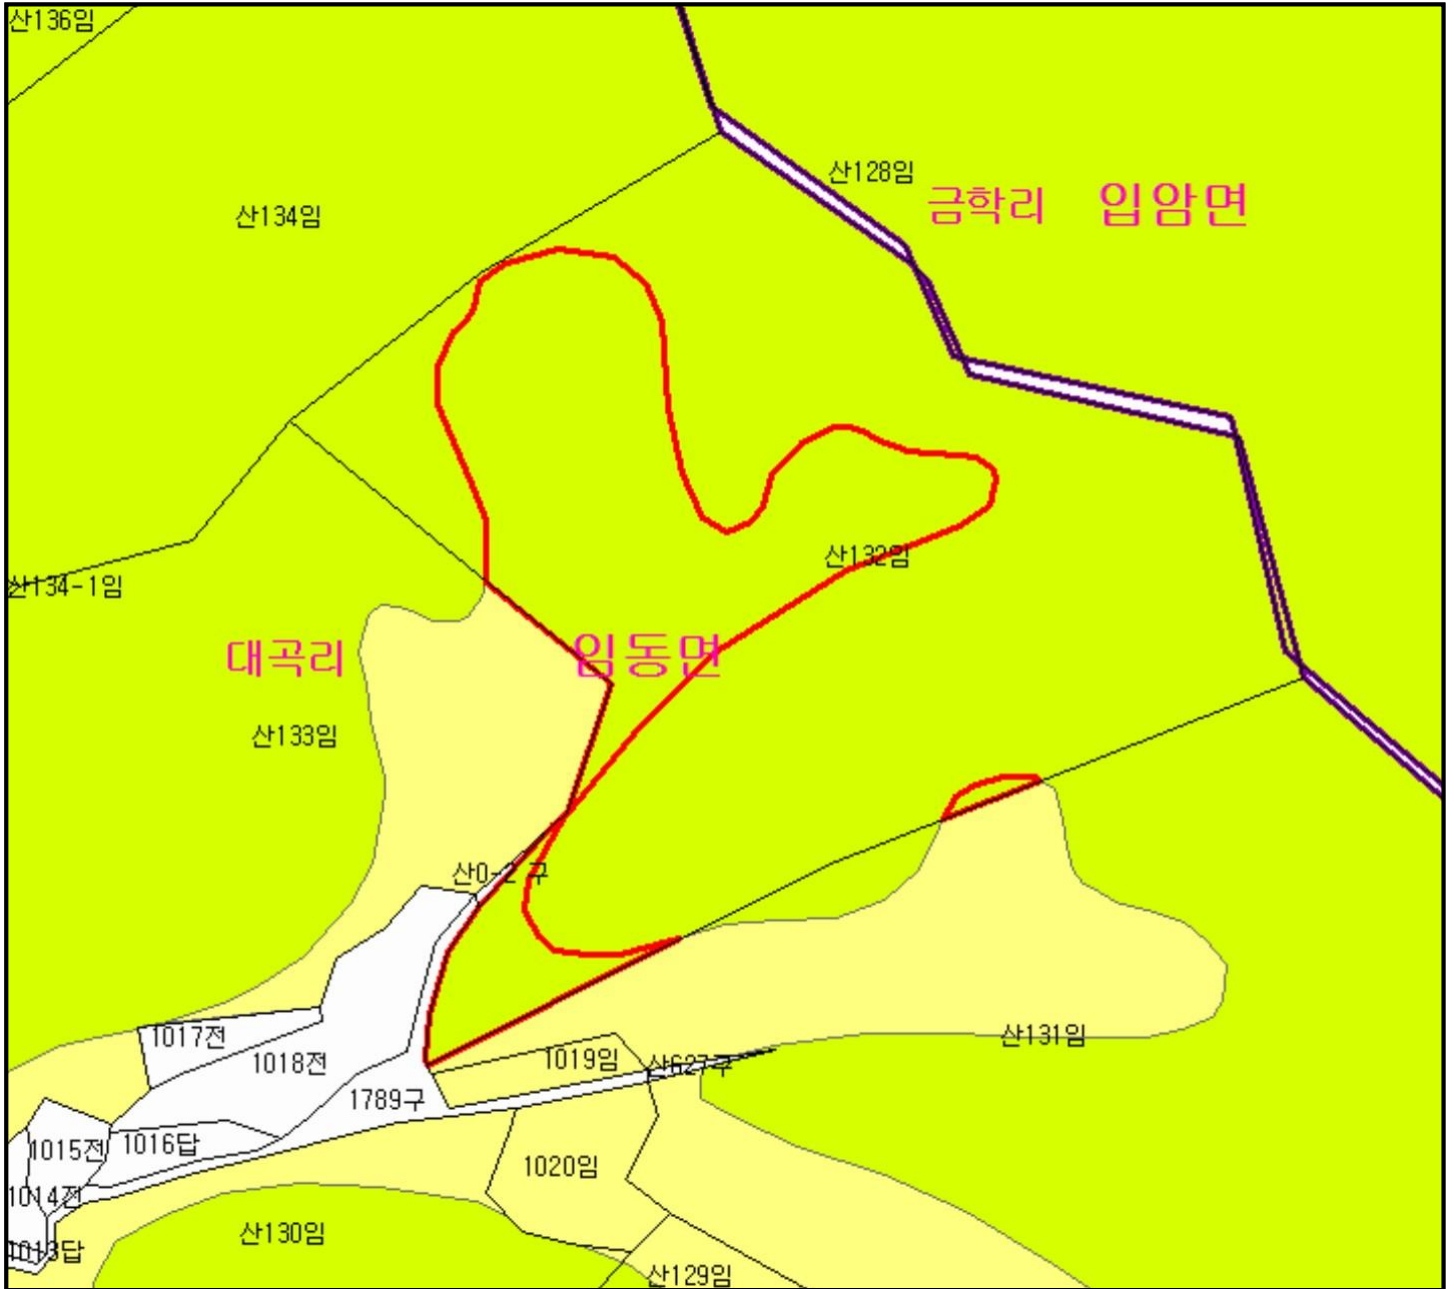 산136임
산128임
금학리 입암면
산134임
산132임
산134-1임
대곡리 임동면
산133임
산0-2 구
1017전
1018전
1019임
산627구
산131임
1789구
1015전
1016답
1020임
1014전
산130임
1013답
산129임